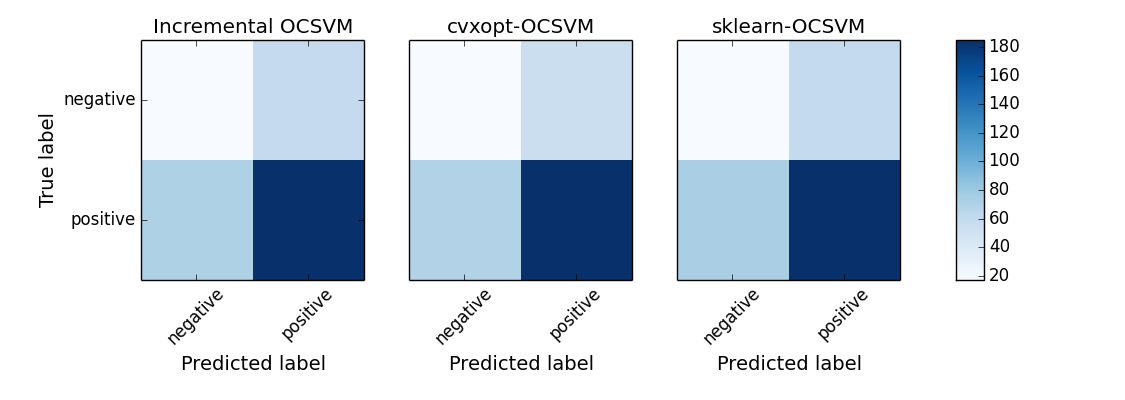 Incremental OCSVM
cvxopt-OCSVM
sklearn-OCSVM
True label
negative
positive
negative
positive
Predicted label
negative
positive
Predicted label
negative
positive
Predicted label
180
160
140
120
100
80
60
40
20